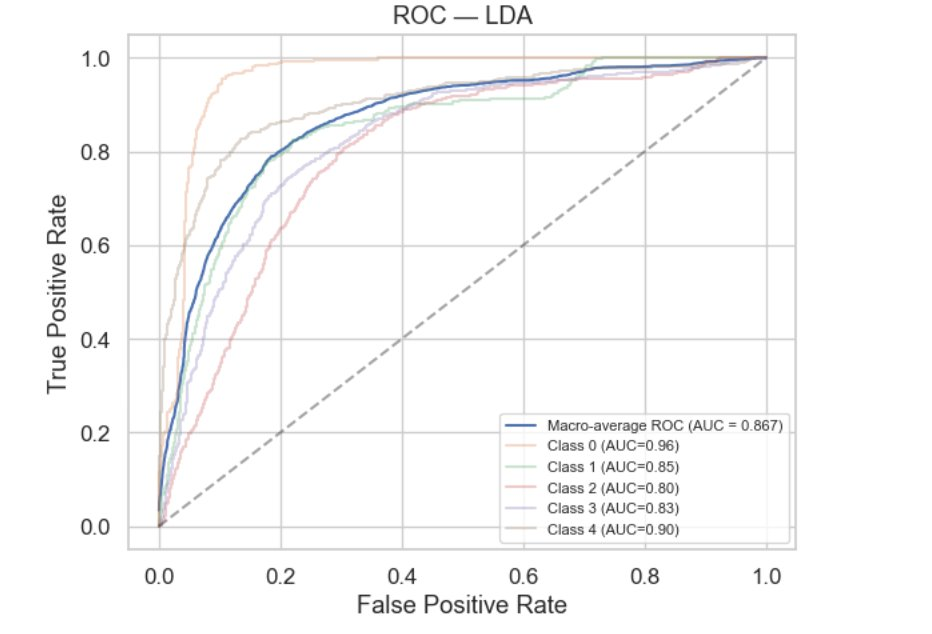 ROC — LDA
True Positive Rate
1.0
0.8
0.6
0.4
0.2
0.0
Macro-average ROC (AUC = 0.867)
Class 0 (AUC=0.96)
Class 1 (AUC=0.85)
Class 2 (AUC=0.80)
Class 3 (AUC=0.83)
Class 4 (AUC=0.90)
0.0 0.2 0.4 0.6 0.8 1.0
False Positive Rate